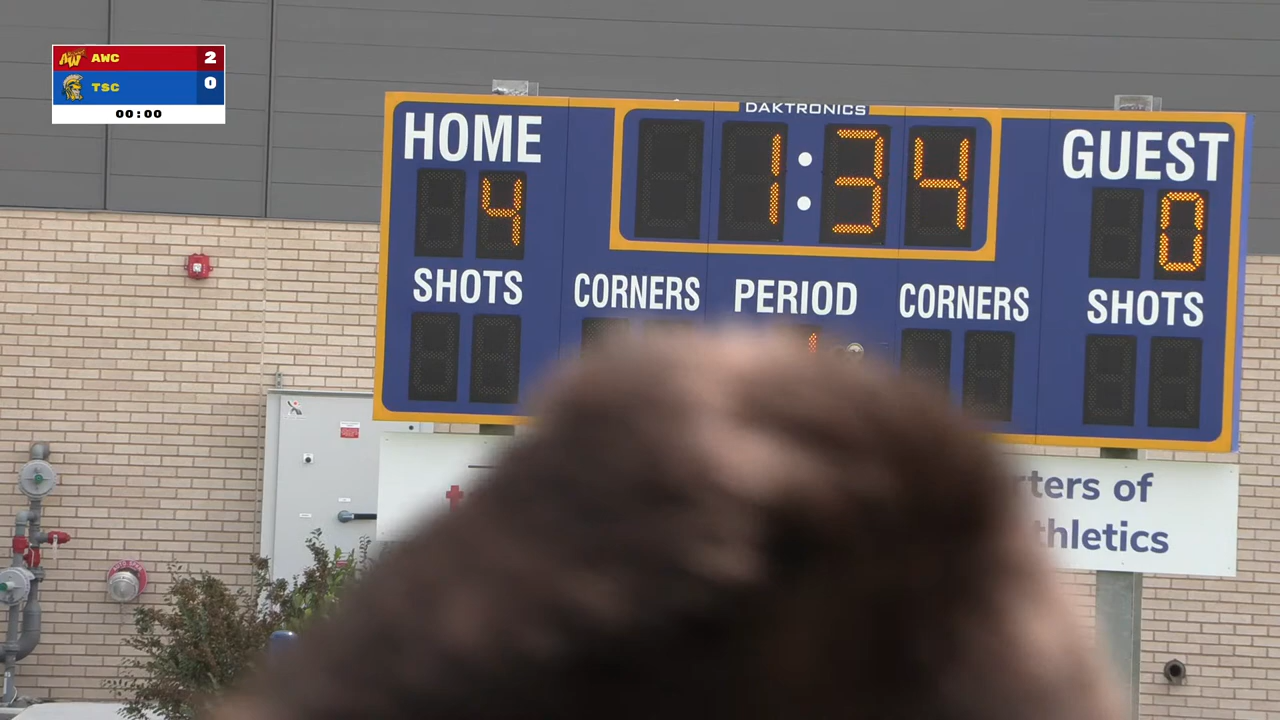 AWC 2
TSC 0
00:00
DAKTRONICS
HOME
1:34
GUEST
4
0
SHOTS
CORNERS
PERIOD
CORNERS
SHOTS
1
rters of
thletics